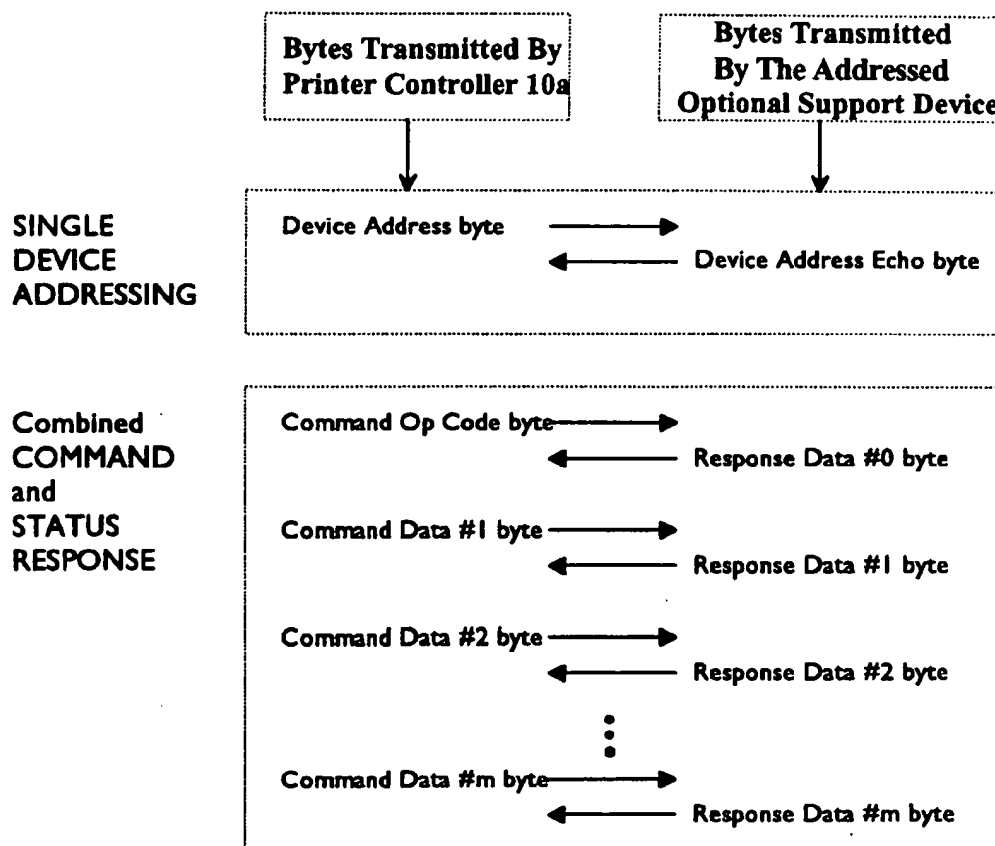 Bytes Transmitted By
Printer Controller 10a
Bytes Transmitted
By The Addressed
Optional Support Device
SINGLE
DEVICE
ADDRESSING
Device Address byte
Device Address Echo byte
Combined
COMMAND
and
STATUS
RESPONSE
Command Op Code byte
Response Data #0 byte
Command Data #1 byte
Response Data #1 byte
Command Data #2 byte
Response Data #2 byte
Command Data #m byte
Response Data #m byte